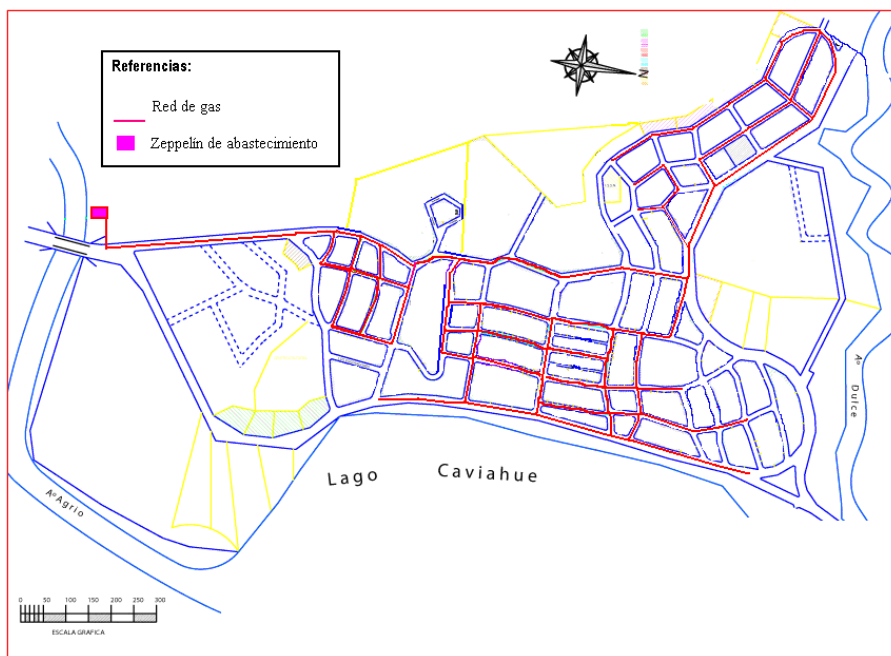 Referencias:
Red de gas
Zeppelín de abastecimiento
N
Lago Caviahue
Aº Agrio
Aº Dulce
0 50 100 150 200 250 300
ESCALA GRAFICA